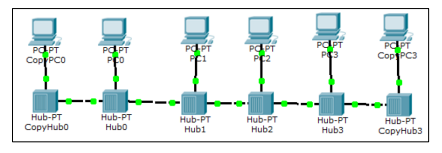 PC-PT
CopyPC0
PC-PT
PC0
PC-PT
PC1
PC-PT
PC2
PC-PT
PC3
PC-PT
CopyPC3
Hub-PT
CopyHub0
Hub-PT
Hub0
Hub-PT
Hub1
Hub-PT
Hub2
Hub-PT
Hub3
Hub-PT
CopyHub3